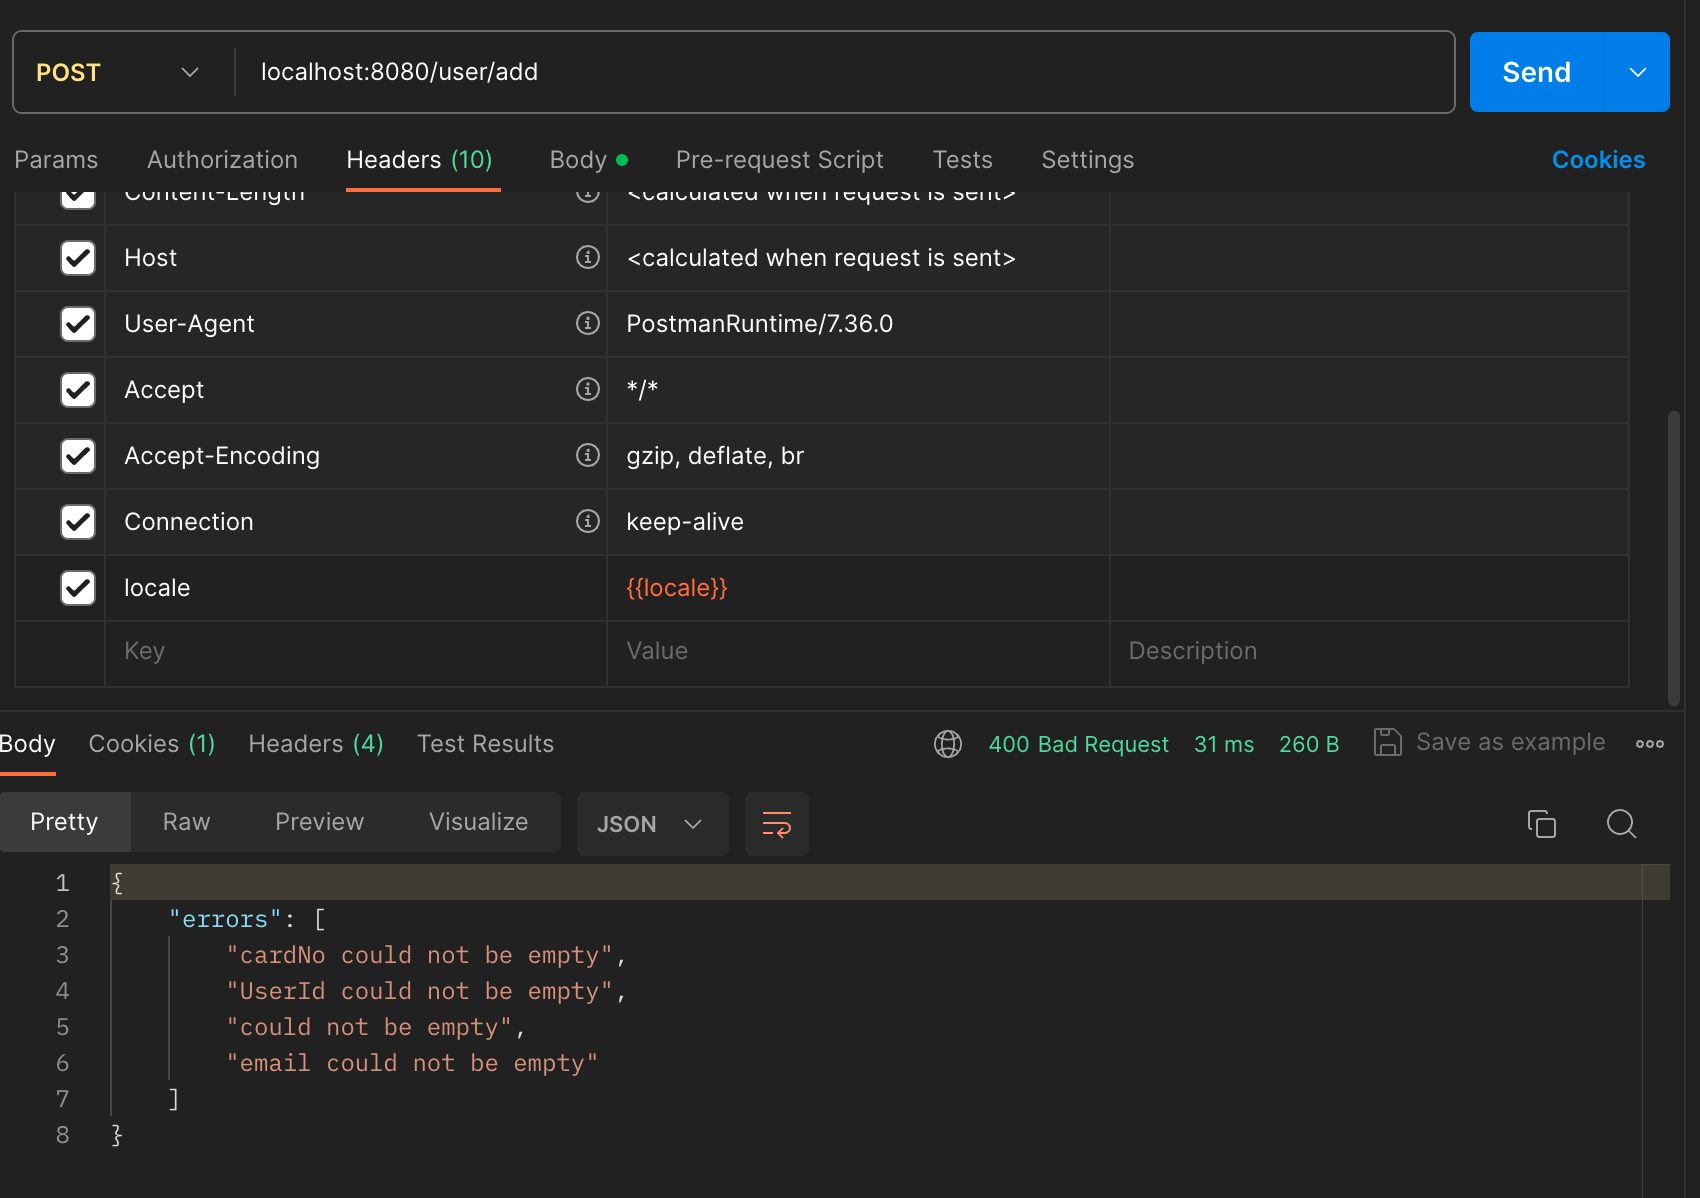 POST localhost:8080/user/add Send
Params Authorization Headers (10) Body Pre-request Script Tests Settings Cookies
Content-Length <calculated when request is sent>
Host <calculated when request is sent>
User-Agent PostmanRuntime/7.36.0
Accept */*
Accept-Encoding gzip, deflate, br
Connection keep-alive
locale {{locale}}
Key Value Description
Body Cookies (1) Headers (4) Test Results 400 Bad Request 31 ms 260 B Save as example
Pretty Raw Preview Visualize JSON
1 {
2 "errors": [
3 "cardNo could not be empty",
4 "UserId could not be empty",
5 "could not be empty",
6 "email could not be empty"
7 ]
8 }